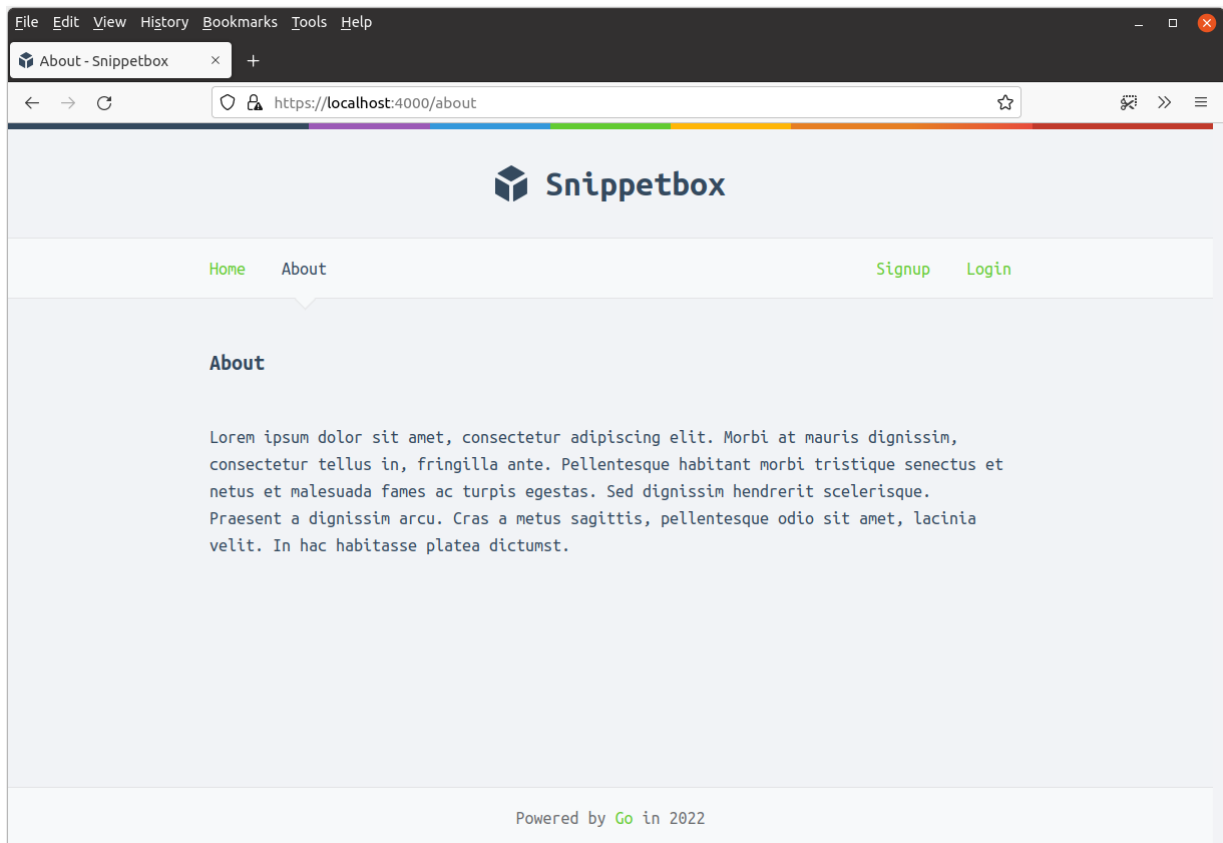 File Edit View History Bookmarks Tools Help
About - Snippetbox
https://localhost:4000/about
Snippetbox
Home About Signup Login
About
Lorem ipsum dolor sit amet, consectetur adipiscing elit. Morbi at mauris dignissim,
consectetur tellus in, fringilla ante. Pellentesque habitant morbi tristique senectus et
netus et malesuada fames ac turpis egestas. Sed dignissim hendrerit scelerisque.
Praesent a dignissim arcu. Cras a metus sagittis, pellentesque odio sit amet, lacinia
velit. In hac habitasse platea dictumst.
Powered by Go in 2022